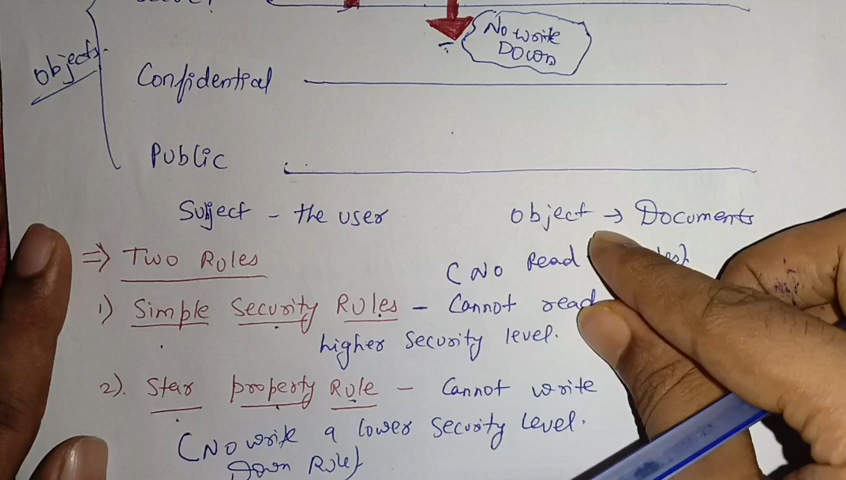 No write
Down
Objects.
Confidential
Public
Subject - the user
Object → Documents
⇒ Two Rules
(No Read
1) Simple Security Rules - Cannot read
higher security level.
2). Star property Rule - Cannot write
(No write a lower security level.
Down Rule)